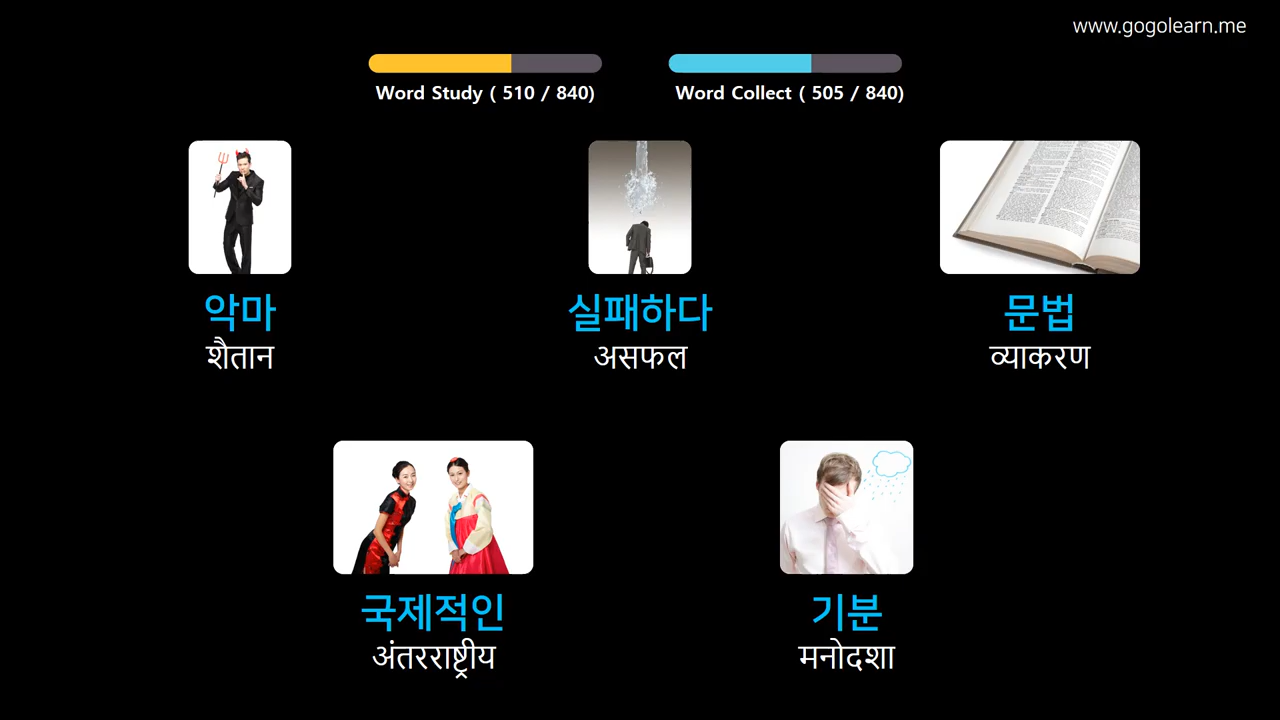 www.gogolearn.me
Word Study ( 510 / 840)
Word Collect ( 505 / 840)
악마
शैतान
실패하다
असफल
문법
व्याकरण
국제적인
अंतरराष्ट्रीय
기분
मनोदशा